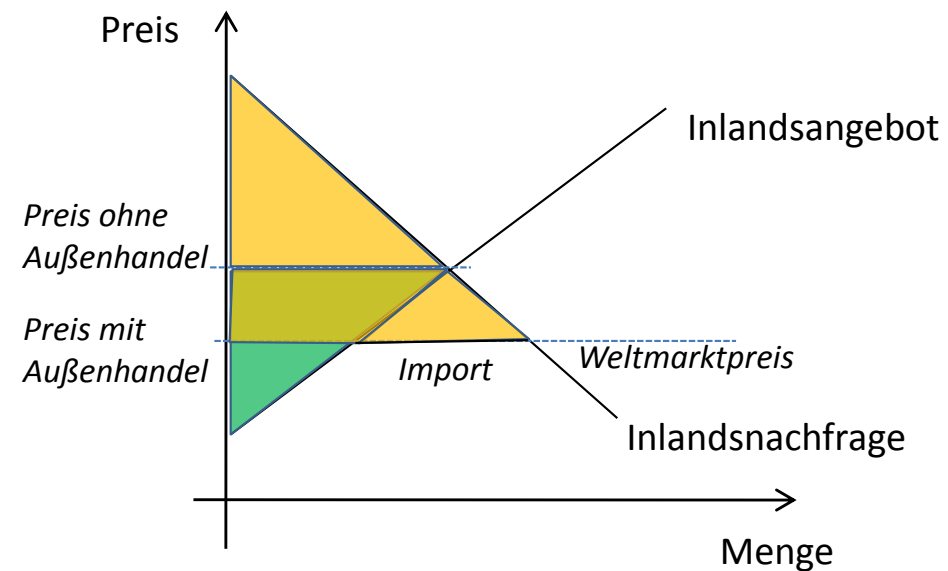 Preis
Inlandsangebot
Preis ohne
Außenhandel
Preis mit
Außenhandel
Import
Weltmarktpreis
Inlandsnachfrage
Menge